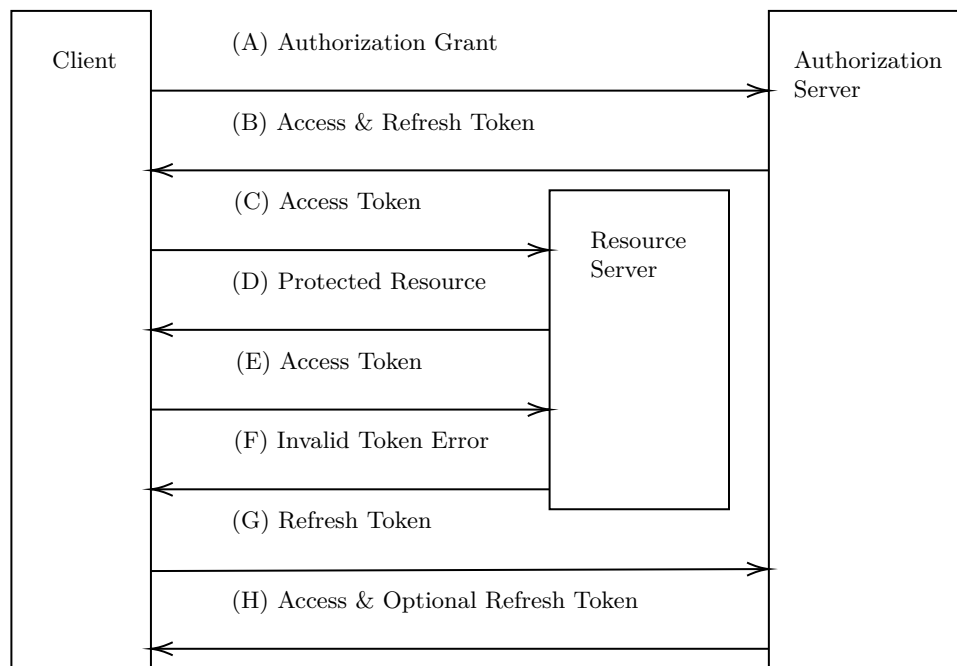 (A) Authorization Grant
Client
Authorization
Server
(B) Access & Refresh Token
(C) Access Token
Resource
Server
(D) Protected Resource
(E) Access Token
(F) Invalid Token Error
(G) Refresh Token
(H) Access & Optional Refresh Token